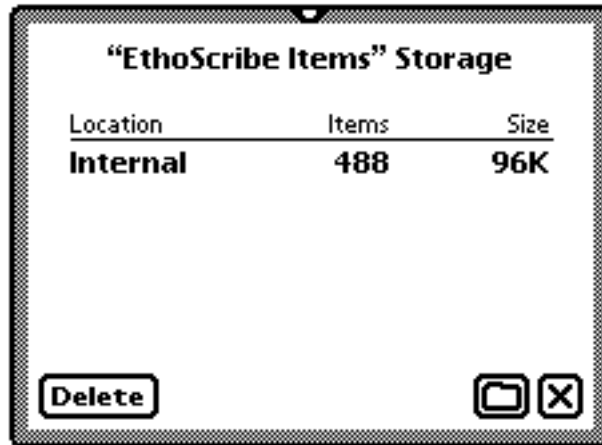 “EthoScribe Items” Storage
Location Items Size
Internal 488 96K
Delete